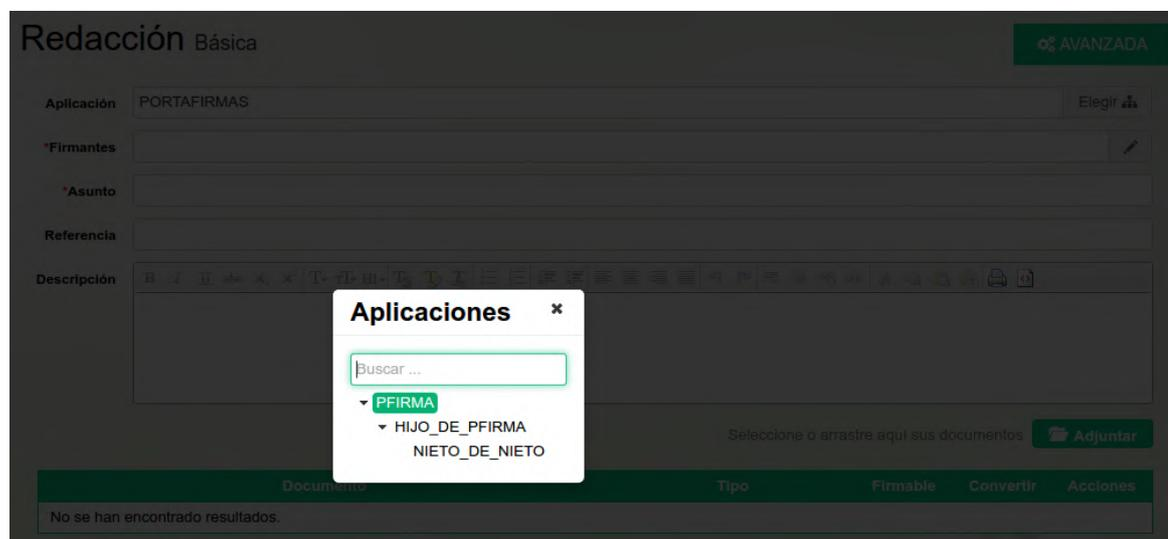 Redacción Básica
AVANZADA
Aplicación PORTAFIRMAS Elegir
*Firmantes
*Asunto
Referencia
Descripción
Aplicaciones
Buscar ...
PFIRMA
HIJO_DE_PFIRMA
NIETO_DE_NIETO
Seleccione o arrastre aquí sus documentos Adjuntar
Documento Tipo Firmable Convertir Acciones
No se han encontrado resultados.